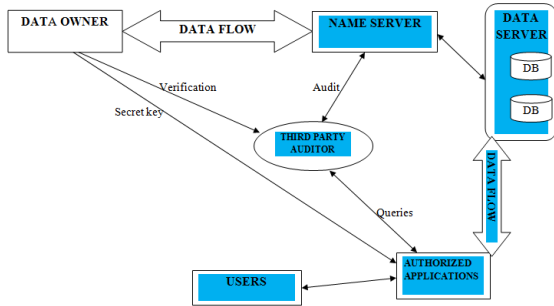 DATA OWNER
DATA FLOW
NAME SERVER
DATA
SERVER
DB
DB
Verification
Audit
Secret key
THIRD PARTY
AUDITOR
DATA FLOW
Queries
AUTHORIZED
APPLICATIONS
USERS